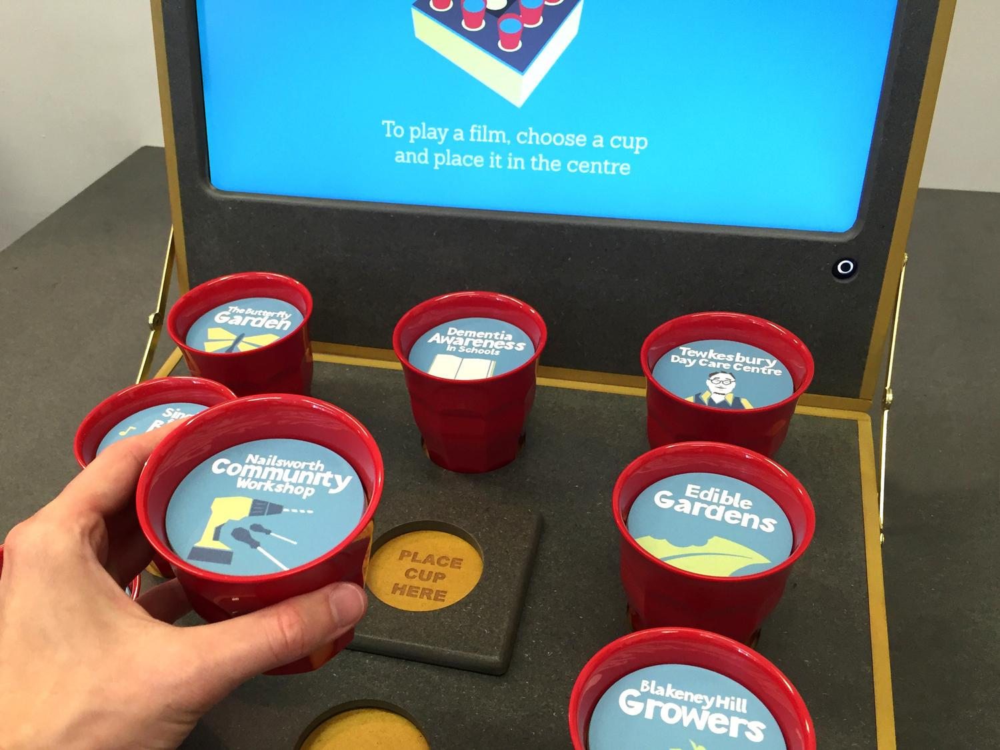 To play a film, choose a cup
and place it in the centre
The Butterfly
Garden
Dementia
Awareness
In Schools
Tewkesbury
Day Care Centre
Nailsworth
Community
Workshop
Edible
Gardens
PLACE
CUP
HERE
Blakeney Hill
Growers